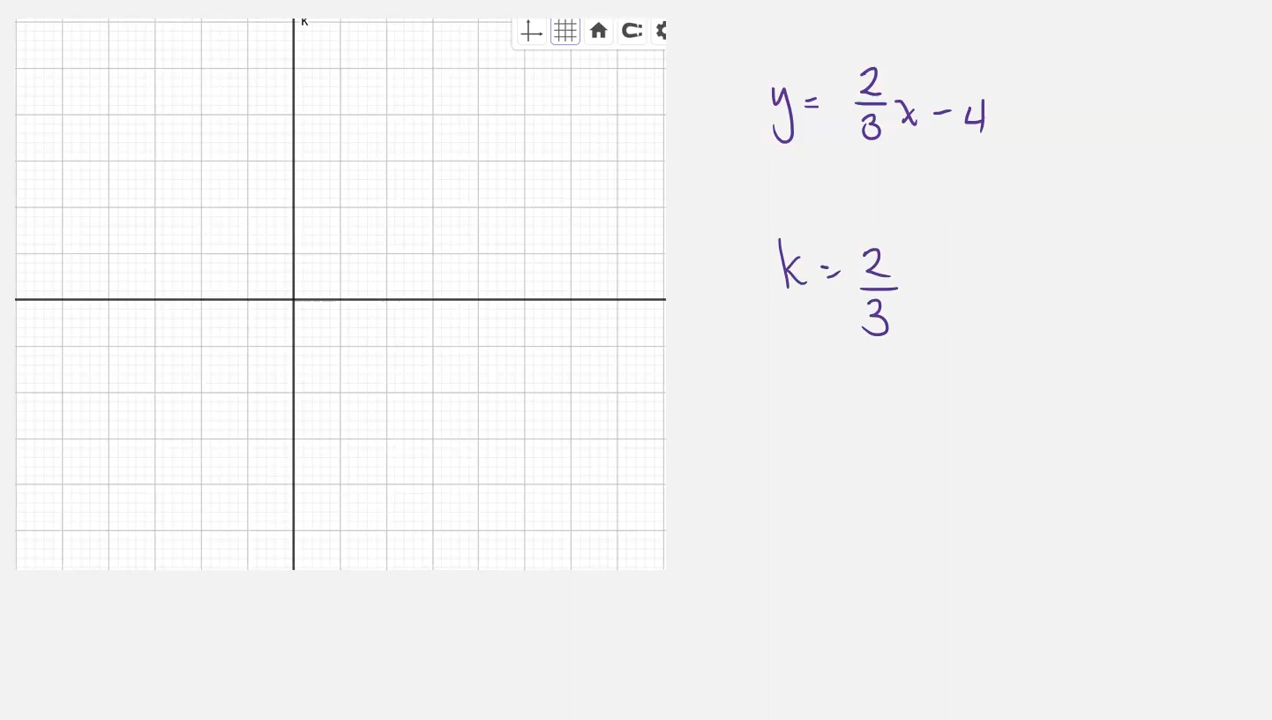 K
y = 2/3 x - 4
k = 2/3